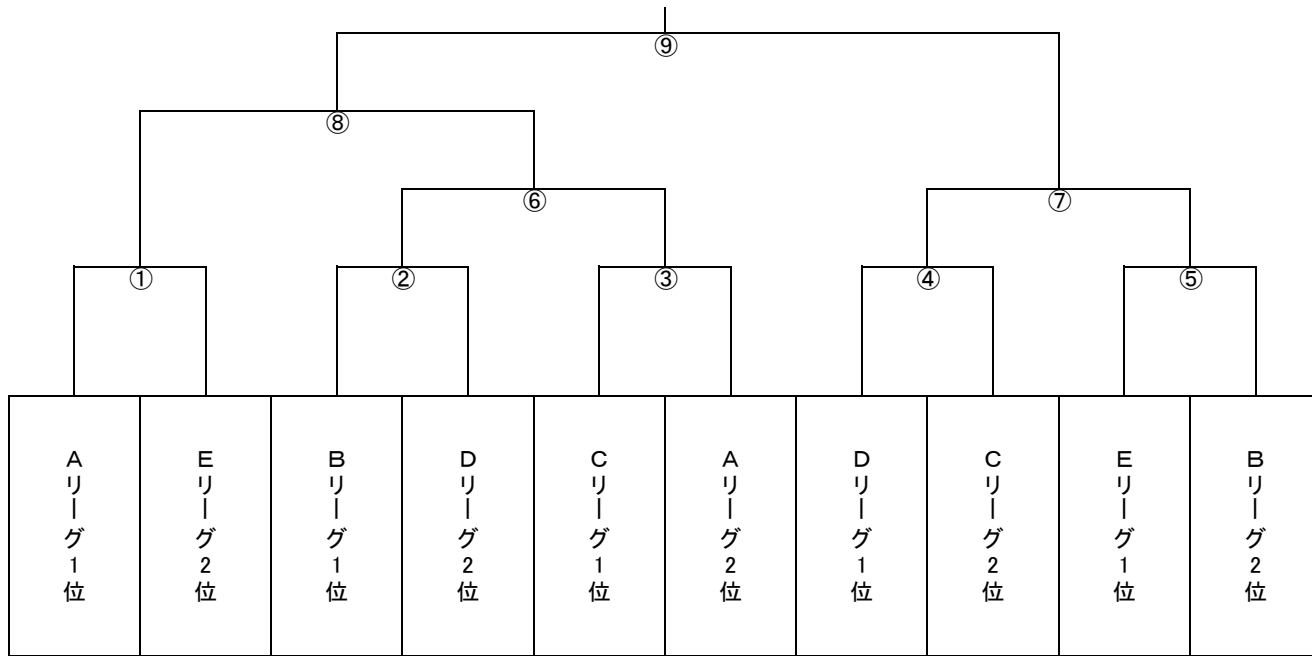 ⑨
⑧
⑥
⑦
①
②
③
④
⑤
Aリーグ1位
Eリーグ2位
Bリーグ1位
Dリーグ2位
Cリーグ1位
Aリーグ2位
Dリーグ1位
Cリーグ2位
Eリーグ1位
Bリーグ2位